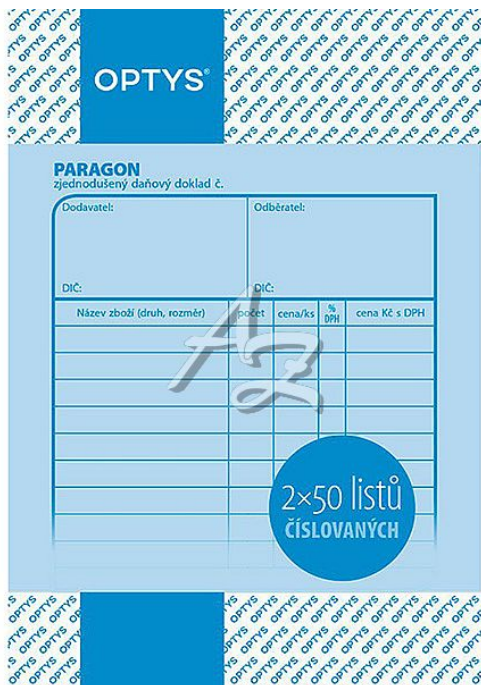 OPTYS®
PARAGON
zjednodušený daňový doklad č.
Dodavatel: Odběratel:
DIČ: DIČ:
Název zboží (druh, rozměr) počet cena/ks % DPH cena Kč s DPH
AZ
2×50 listů
ČÍSLOVANÝCH